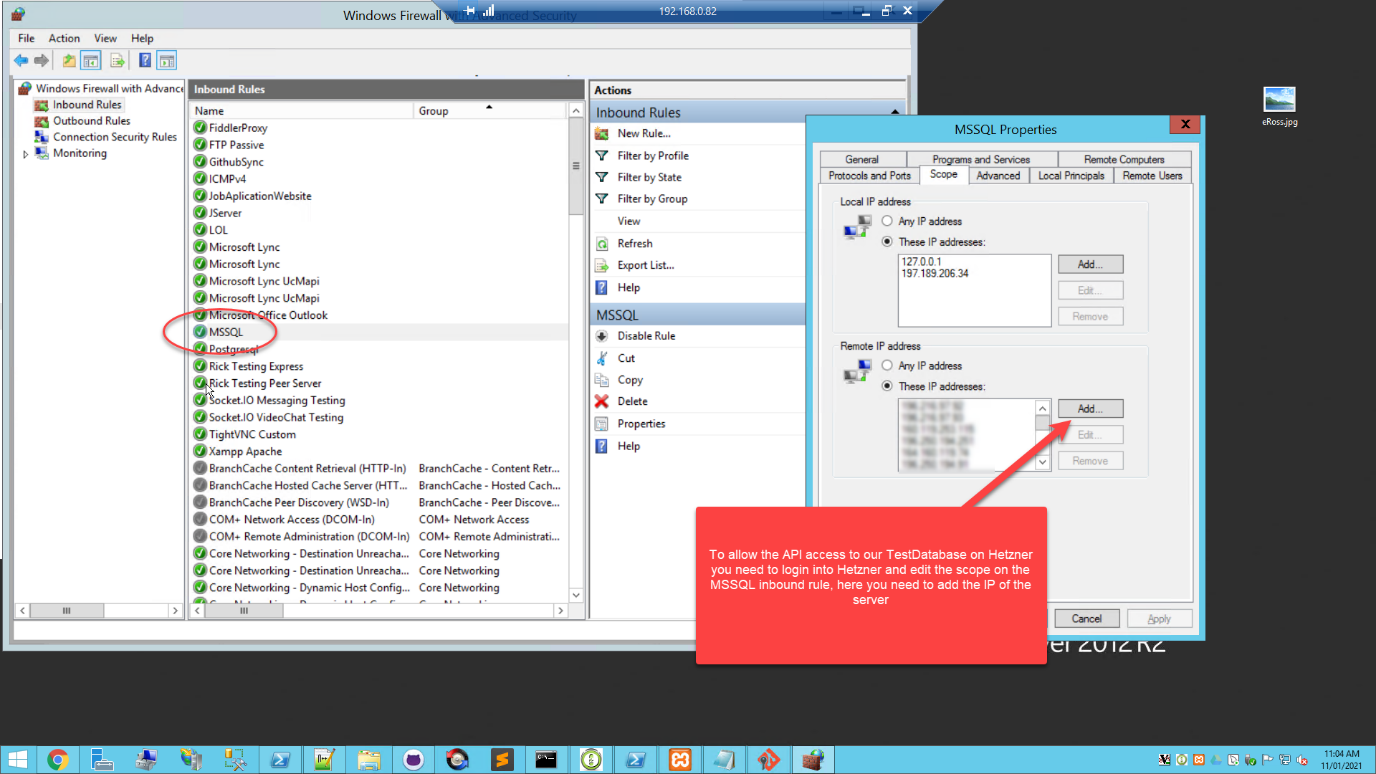 Windows Firewall with Advanced Security
192.168.0.82
File Action View Help
Windows Firewall with Advance
Inbound Rules
Outbound Rules
Connection Security Rules
Monitoring
Inbound Rules
Name Group
FiddlerProxy
FTP Passive
GithubSync
ICMPv4
JobAplicationWebsite
JServer
LOL
Microsoft Lync
Microsoft Lync
Microsoft Lync UcMapi
Microsoft Lync UcMapi
Microsoft Office Outlook
MSSQL
Postgresql
Rick Testing Express
Rick Testing Peer Server
Socket.IO Messaging Testing
Socket.IO VideoChat Testing
TightVNC Custom
Xampp Apache
BranchCache Content Retrieval (HTTP-In) BranchCache - Content Retr...
BranchCache Hosted Cache Server (HTT... BranchCache - Hosted Cach...
BranchCache Peer Discovery (WSD-In) BranchCache - Peer Discove...
COM+ Network Access (DCOM-In) COM+ Network Access
COM+ Remote Administration (DCOM-In) COM+ Remote Administrati...
Core Networking - Destination Unreacha... Core Networking
Core Networking - Destination Unreacha... Core Networking
Core Networking - Dynamic Host Config... Core Networking
Actions
Inbound Rules
New Rule...
Filter by Profile
Filter by State
Filter by Group
View
Refresh
Export List...
Help
MSSQL
Disable Rule
Cut
Copy
Delete
Properties
Help
MSSQL Properties
General Programs and Services Remote Computers
Protocols and Ports Scope Advanced Local Principals Remote Users
Local IP address
Any IP address
These IP addresses:
127.0.0.1
197.189.206.34
Add...
Edit...
Remove
Remote IP address
Any IP address
These IP addresses:
Add...
Edit...
Remove
To allow the API access to our TestDatabase on Hetzner
you need to login into Hetzner and edit the scope on the
MSSQL inbound rule, here you need to add the IP of the
server
Cancel Apply
2012 R2
eRoss.jpg
11:04 AM
11/01/2021